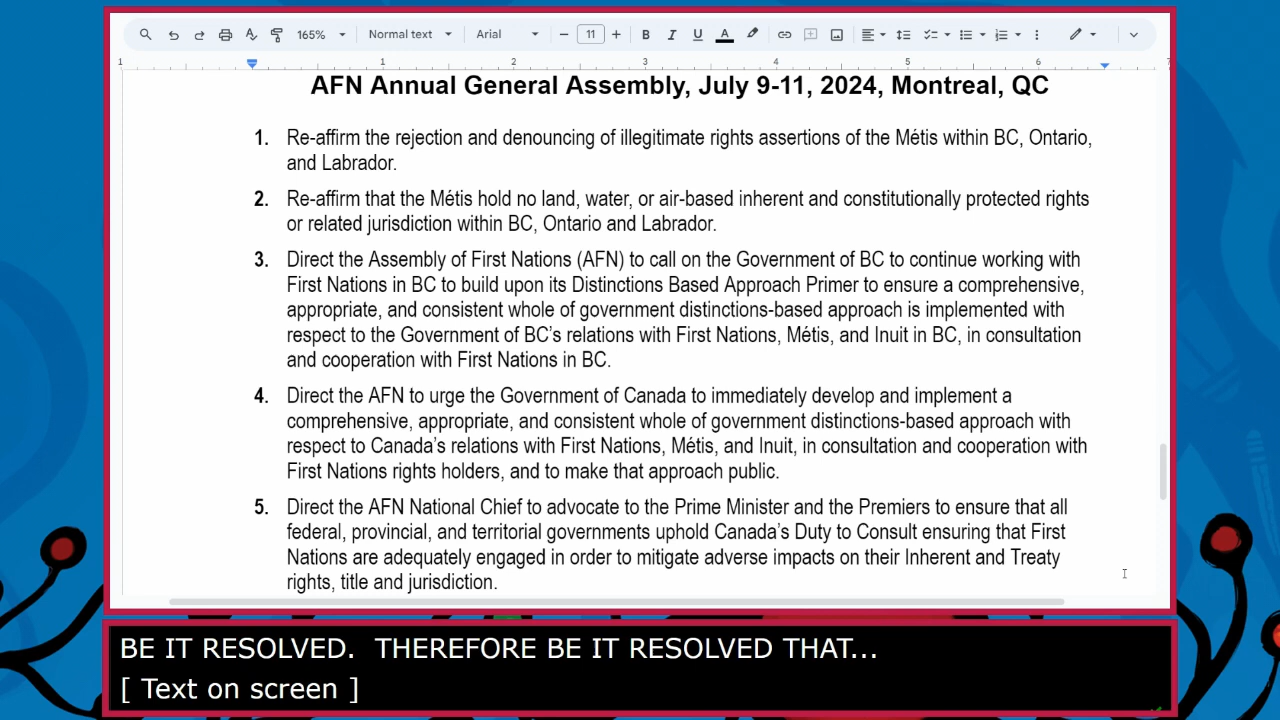 165%
Normal text
Arial
11
1 1 2 3 4 5 6 7
AFN Annual General Assembly, July 9-11, 2024, Montreal, QC
1. Re-affirm the rejection and denouncing of illegitimate rights assertions of the Métis within BC, Ontario,
and Labrador.
2. Re-affirm that the Métis hold no land, water, or air-based inherent and constitutionally protected rights
or related jurisdiction within BC, Ontario and Labrador.
3. Direct the Assembly of First Nations (AFN) to call on the Government of BC to continue working with
First Nations in BC to build upon its Distinctions Based Approach Primer to ensure a comprehensive,
appropriate, and consistent whole of government distinctions-based approach is implemented with
respect to the Government of BC’s relations with First Nations, Métis, and Inuit in BC, in consultation
and cooperation with First Nations in BC.
4. Direct the AFN to urge the Government of Canada to immediately develop and implement a
comprehensive, appropriate, and consistent whole of government distinctions-based approach with
respect to Canada’s relations with First Nations, Métis, and Inuit, in consultation and cooperation with
First Nations rights holders, and to make that approach public.
5. Direct the AFN National Chief to advocate to the Prime Minister and the Premiers to ensure that all
federal, provincial, and territorial governments uphold Canada’s Duty to Consult ensuring that First
Nations are adequately engaged in order to mitigate adverse impacts on their Inherent and Treaty
rights, title and jurisdiction.
BE IT RESOLVED.  THEREFORE BE IT RESOLVED THAT...
[ Text on screen ]